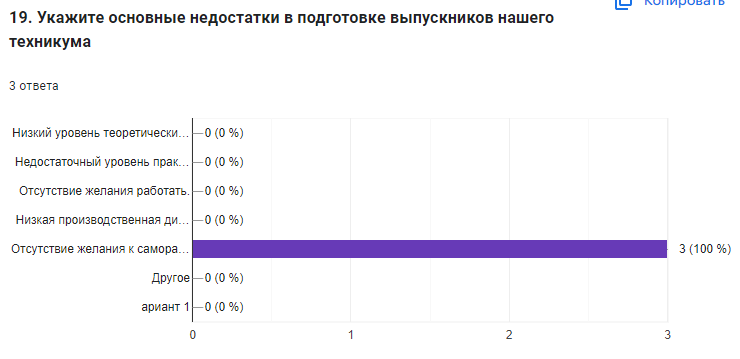 Копировать
19. Укажите основные недостатки в подготовке выпускников нашего
техникума
3 ответа
Низкий уровень теоретически… 0 (0 %)
Недостаточный уровень прак… 0 (0 %)
Отсутствие желания работать. 0 (0 %)
Низкая производственная ди… 0 (0 %)
Отсутствие желания к самора… 3 (100 %)
Другое 0 (0 %)
ариант 1 0 (0 %)
0 1 2 3